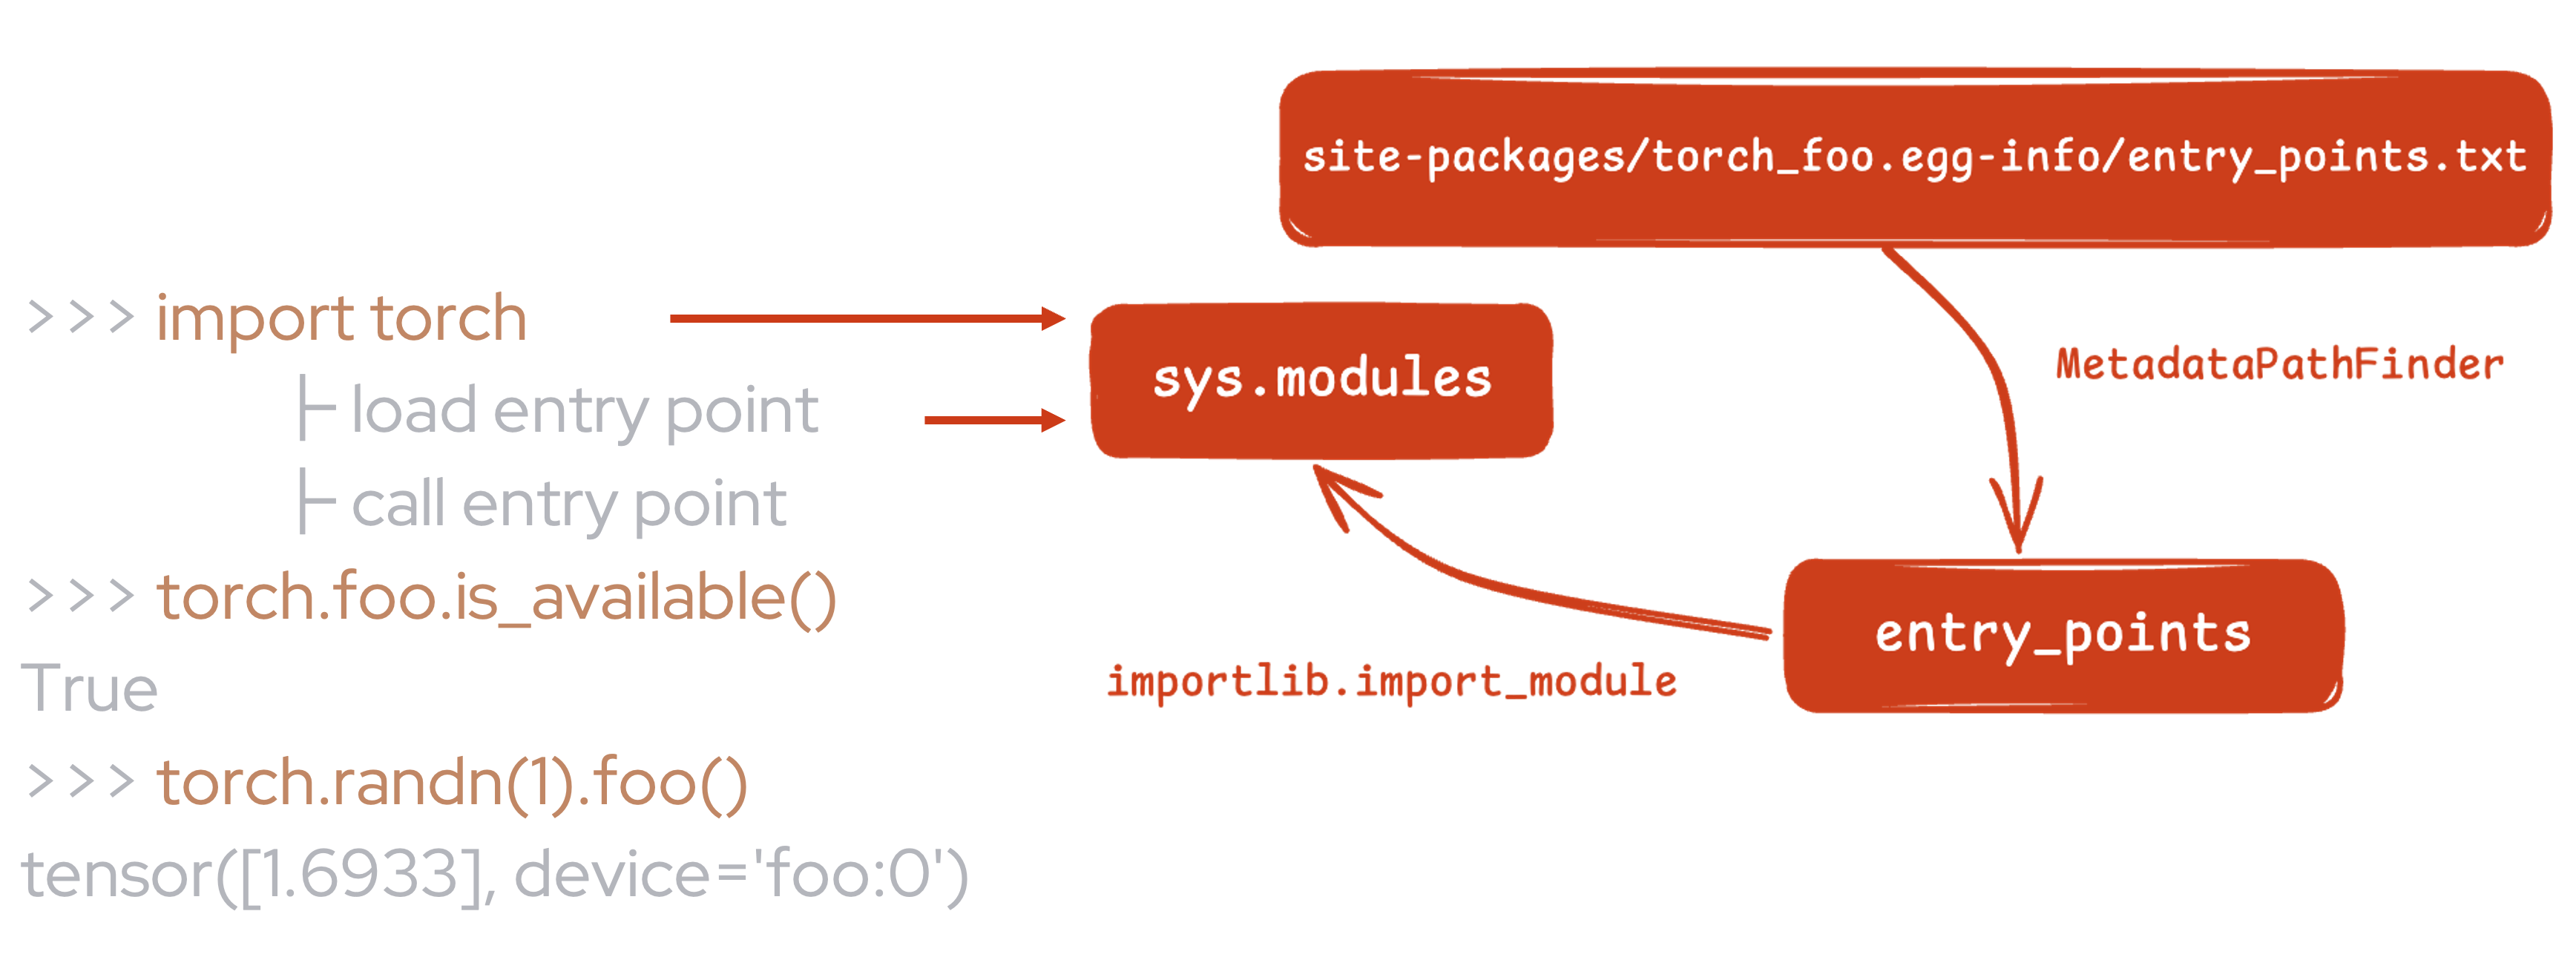 >>> import torch
├ load entry point
├ call entry point
>>> torch.foo.is_available()
True
>>> torch.randn(1).foo()
tensor([1.6933], device='foo:0')
site-packages/torch_foo.egg-info/entry_points.txt
sys.modules
MetadataPathFinder
entry_points
importlib.import_module